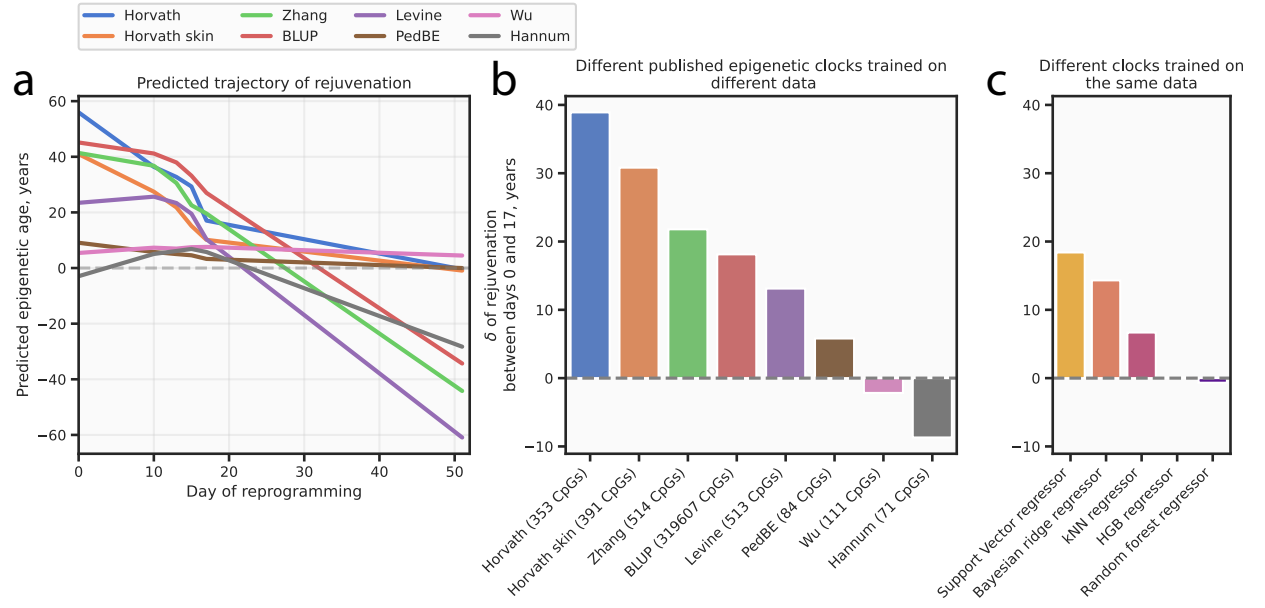 Horvath
Horvath skin
Zhang
BLUP
Levine
PedBE
Wu
Hannum
a
Predicted trajectory of rejuvenation
Predicted epigenetic age, years
60
40
20
0
−20
−40
−60
0 10 20 30 40 50
Day of reprogramming
b
Different published epigenetic clocks trained on
different data
δ of rejuvenation
between days 0 and 17, years
40
30
20
10
0
−10
Horvath (353 CpGs)
Horvath skin (391 CpGs)
Zhang (514 CpGs)
BLUP (319607 CpGs)
Levine (513 CpGs)
PedBE (84 CpGs)
Wu (111 CpGs)
Hannum (71 CpGs)
c
Different clocks trained on
the same data
40
30
20
10
0
−10
Support Vector regressor
Bayesian ridge regressor
kNN regressor
HGB regressor
Random forest regressor